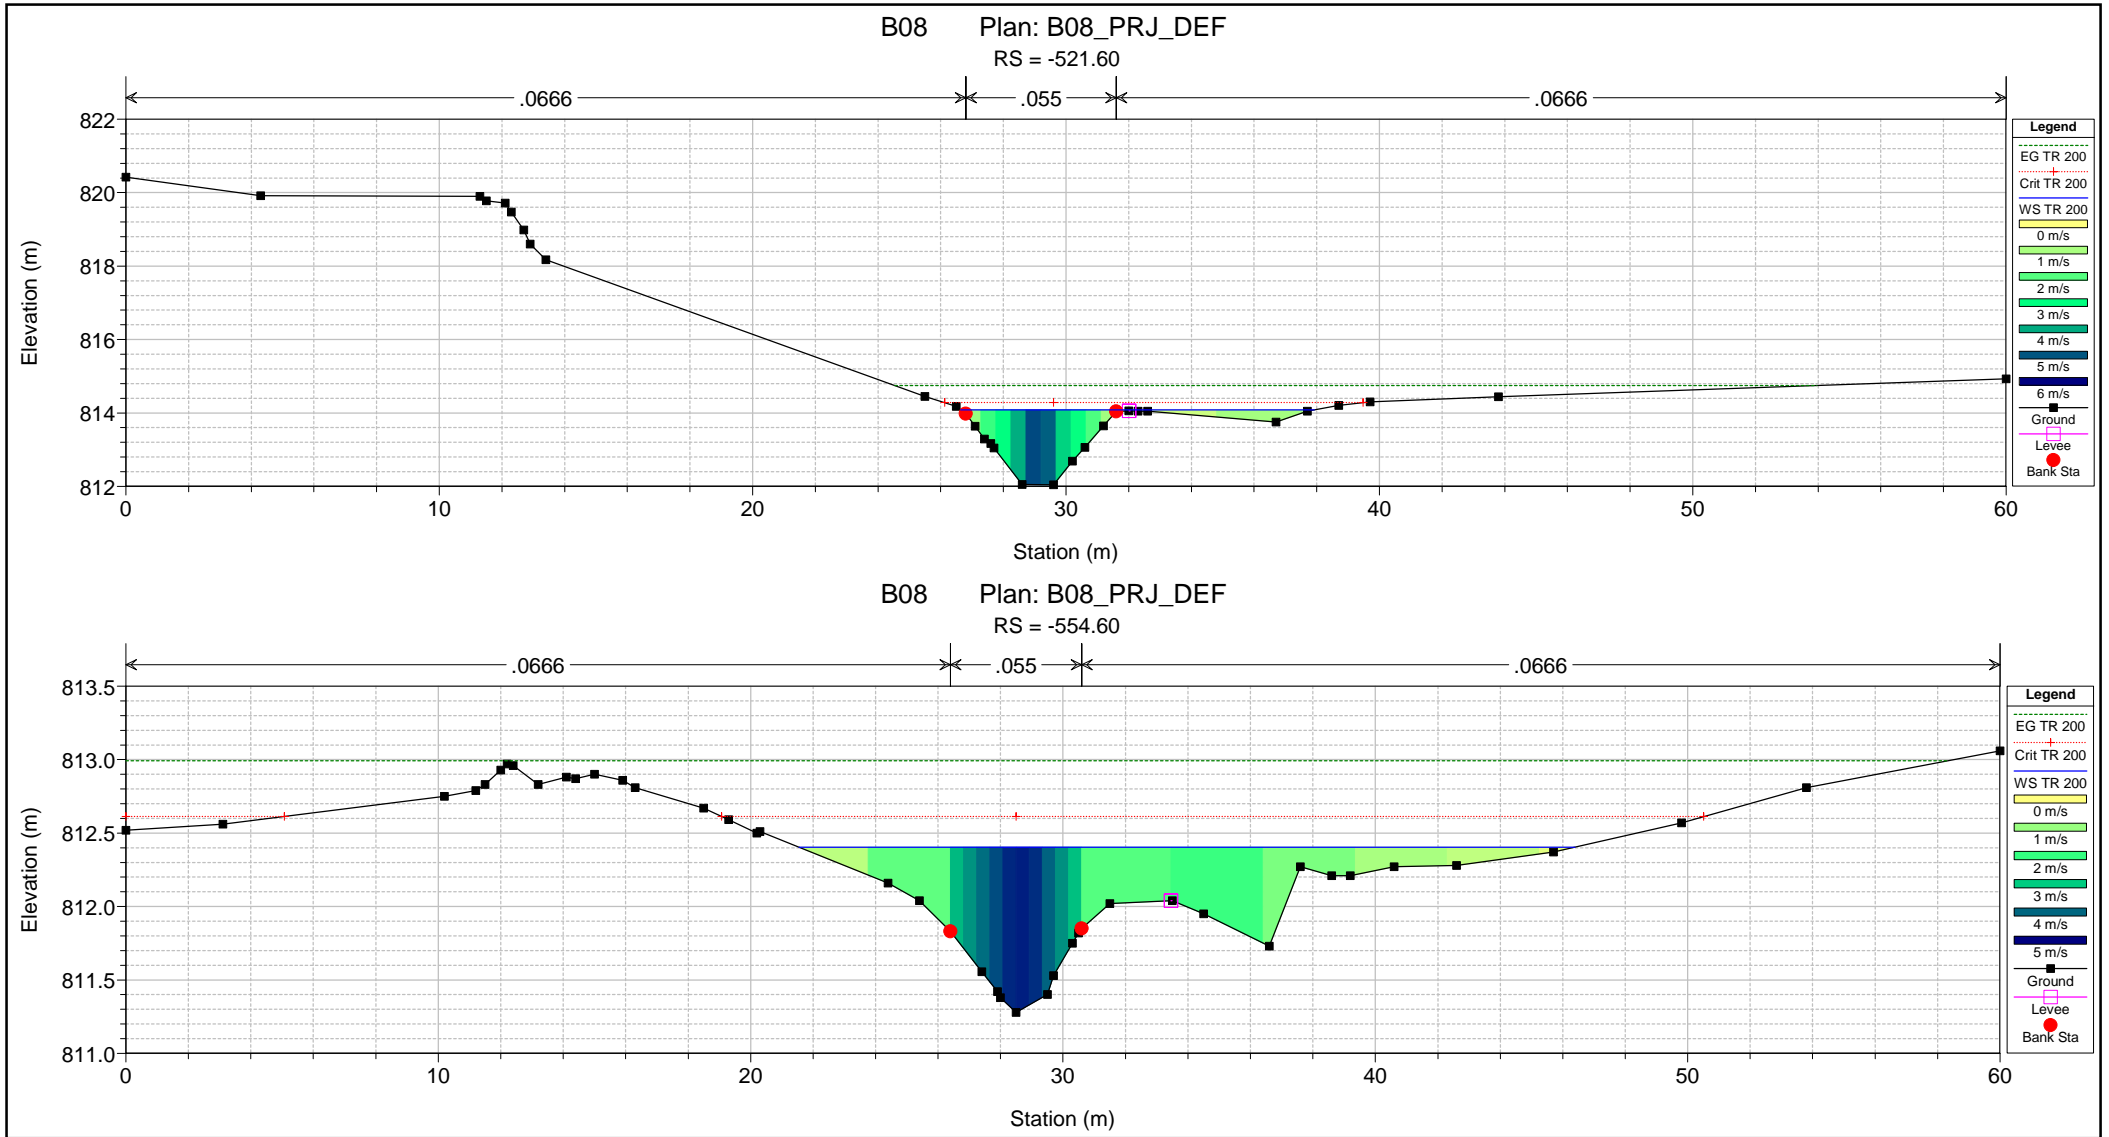 B08 Plan: B08_PRJ_DEF
RS = -521.60
.0666 .055 .0666
822
820
818
816
814
812
Elevation (m)
0 10 20 30 40 50 60
Station (m)
Legend
EG TR 200
Crit TR 200
WS TR 200
0 m/s
1 m/s
2 m/s
3 m/s
4 m/s
5 m/s
6 m/s
Ground
Levee
Bank Sta
B08 Plan: B08_PRJ_DEF
RS = -554.60
.0666 .055 .0666
813.5
813.0
812.5
812.0
811.5
811.0
Elevation (m)
0 10 20 30 40 50 60
Station (m)
Legend
EG TR 200
Crit TR 200
WS TR 200
0 m/s
1 m/s
2 m/s
3 m/s
4 m/s
5 m/s
Ground
Levee
Bank Sta